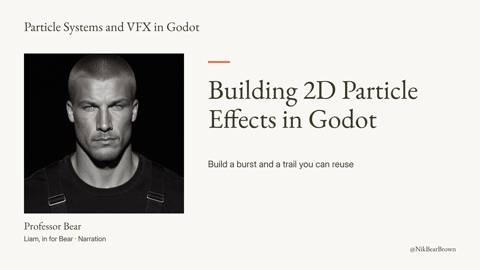 Particle Systems and VFX in Godot
Building 2D Particle
Effects in Godot
Build a burst and a trail you can reuse
Professor Bear
Liam, in for Bear · Narration
@NikBearBrown